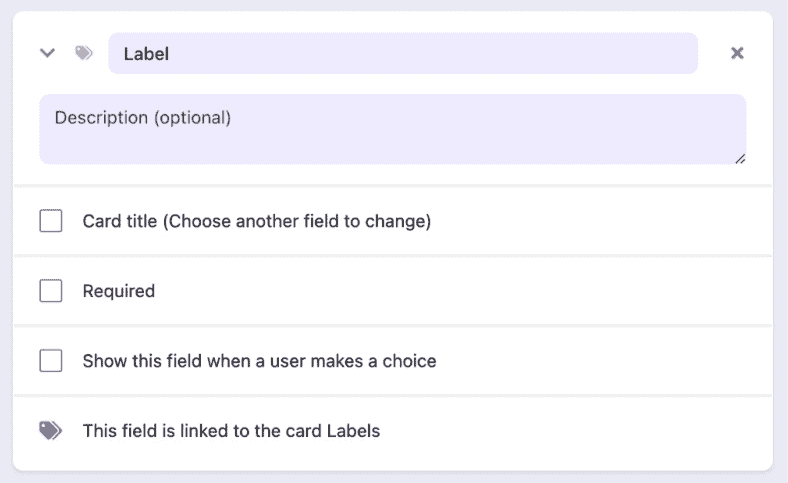 Label
Description (optional)
Card title (Choose another field to change)
Required
Show this field when a user makes a choice
This field is linked to the card Labels